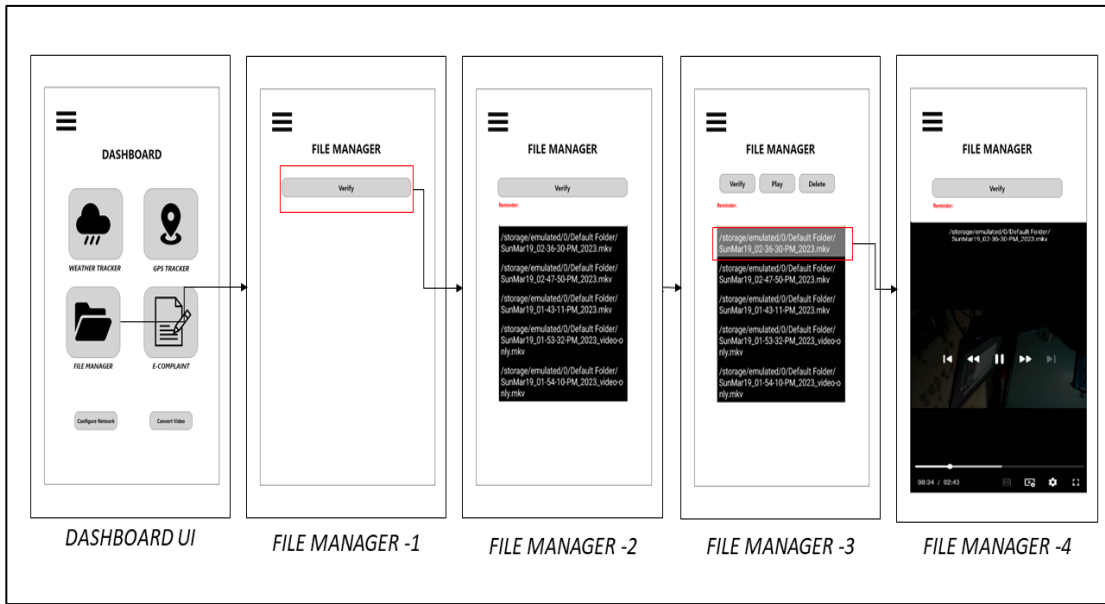 DASHBOARD
WEATHER TRACKER
GPS TRACKER
FILE MANAGER
E-COMPLAINT
Configure Network
Convert Video
DASHBOARD UI
FILE MANAGER
Verify
FILE MANAGER -1
FILE MANAGER
Verify
Reminder:
/storage/emulated/0/Default Folder/
SunMar19_02-36-30-PM_2023.mkv
/storage/emulated/0/Default Folder/
SunMar19_02-47-50-PM_2023.mkv
/storage/emulated/0/Default Folder/
SunMar19_01-43-11-PM_2023.mkv
/storage/emulated/0/Default Folder/
SunMar19_01-53-32-PM_2023_video-o
nly.mkv
/storage/emulated/0/Default Folder/
SunMar19_01-54-10-PM_2023_video-o
nly.mkv
FILE MANAGER -2
FILE MANAGER
Verify Play Delete
Reminder:
/storage/emulated/0/Default Folder/
SunMar19_02-36-30-PM_2023.mkv
/storage/emulated/0/Default Folder/
SunMar19_02-47-50-PM_2023.mkv
/storage/emulated/0/Default Folder/
SunMar19_01-43-11-PM_2023.mkv
/storage/emulated/0/Default Folder/
SunMar19_01-53-32-PM_2023_video-o
nly.mkv
/storage/emulated/0/Default Folder/
SunMar19_01-54-10-PM_2023_video-o
nly.mkv
FILE MANAGER -3
FILE MANAGER
Verify
Reminder:
/storage/emulated/0/Default Folder/
SunMar19_02-36-30-PM_2023.mkv
00:34 / 02:43
FILE MANAGER -4